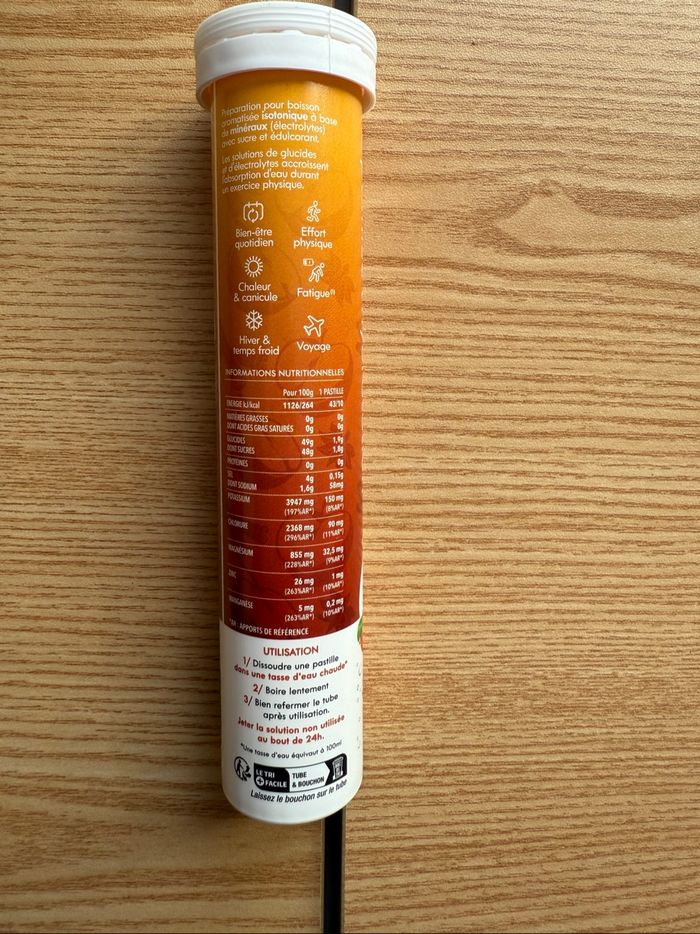 Préparation pour boisson
aromatisée isotonique à base
de minéraux (électrolytes)
avec sucre et édulcorant.
Les solutions de glucides
et d'électrolytes accroissent
l'absorption d'eau durant
un exercice physique.
Bien-être
quotidien
Effort
physique
Chaleur
& canicule
Fatigue(1)
Hiver &
temps froid
Voyage
INFORMATIONS NUTRITIONNELLES
Pour 100g 1 PASTILLE
ENERGIE kJ/kcal 1126/264 43/10
MATIÈRES GRASSES 0g 0g
DONT ACIDES GRAS SATURÉS 0g 0g
GLUCIDES 49g 1,9g
DONT SUCRES 48g 1,8g
PROTEINES 0g 0g
SEL 4g 0,15g
DONT SODIUM 1,6g 58mg
POTASSIUM 3947 mg 150 mg
(197%AR*) (8%AR*)
CHLORURE 2368 mg 90 mg
(296%AR*) (11%AR*)
MAGNÉSIUM 855 mg 32,5 mg
(228%AR*) (9%AR*)
ZINC 26 mg 1 mg
(263%AR*) (10%AR*)
MANGANÈSE 5 mg 0,2 mg
(263%AR*) (10%AR*)
*AR : APPORTS DE RÉFÉRENCE
UTILISATION
1/ Dissoudre une pastille
dans une tasse d'eau chaude*
2/ Boire lentement
3/ Bien refermer le tube
après utilisation.
Jeter la solution non utilisée
au bout de 24h.
*Une tasse d'eau équivaut à 100ml
LE TRI
+ FACILE
TUBE
& BOUCHON
Laissez le bouchon sur le tube